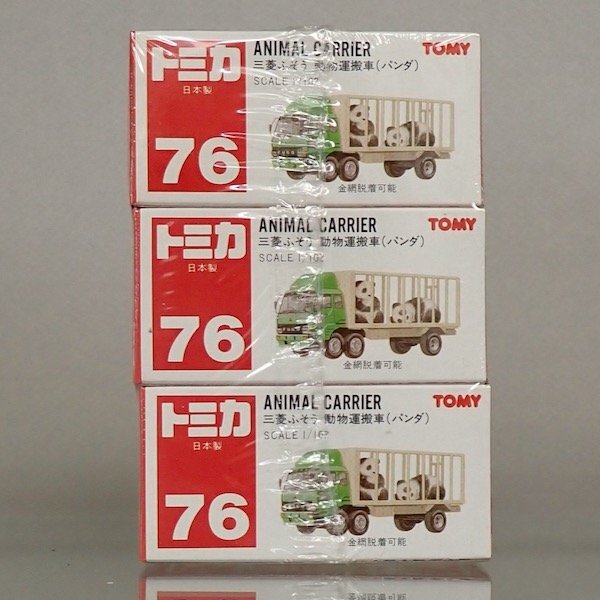 トミカ
日本製
76
ANIMAL CARRIER
三菱ふそう 動物運搬車(パンダ)
SCALE 1/102
TOMY
金網脱着可能
トミカ
日本製
76
ANIMAL CARRIER
三菱ふそう 動物運搬車(パンダ)
SCALE 1/102
TOMY
FUSO
金網脱着可能
トミカ
日本製
76
ANIMAL CARRIER
三菱ふそう 動物運搬車(パンダ)
SCALE 1/102
TOMY
金網脱着可能